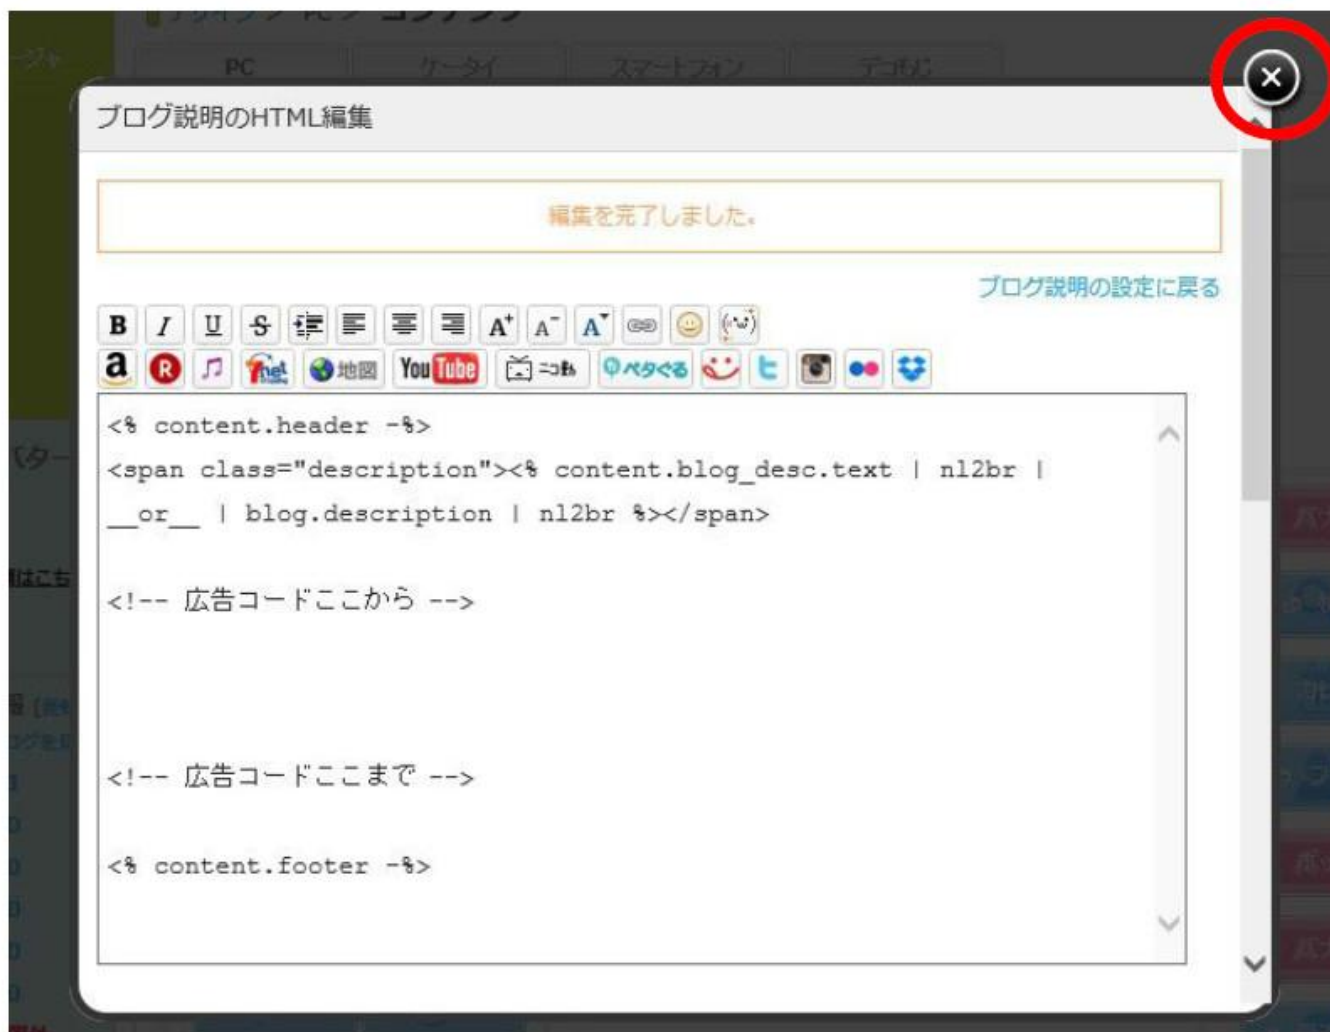 PC
ケータイ
スマートフォン
ブログ説明のHTML編集
編集を完了しました。
ブログ説明の設定に戻る
B I U S A+ A- A
a R 7net 地図 YouTube ニコ動 ペタぐる
<% content.header -%>
<span class="description"><% content.blog_desc.text | nl2br |
__or__ | blog.description | nl2br %></span>
<!-- 広告コードここから -->
<!-- 広告コードここまで -->
<% content.footer -%>